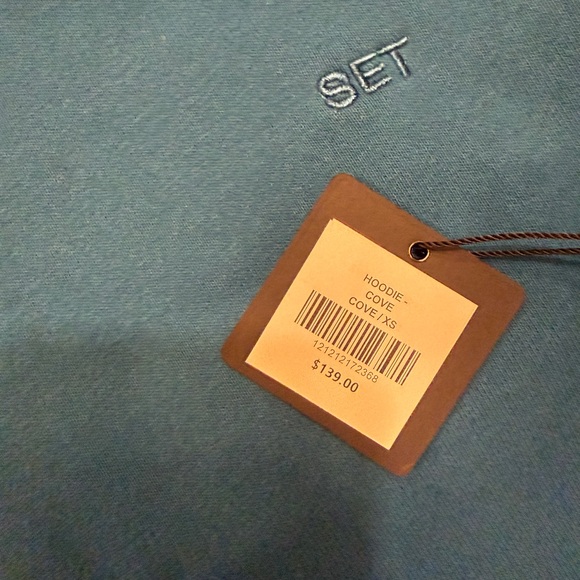 SET
HOODIE -
COVE
COVE / XS
121212172368
$139.00